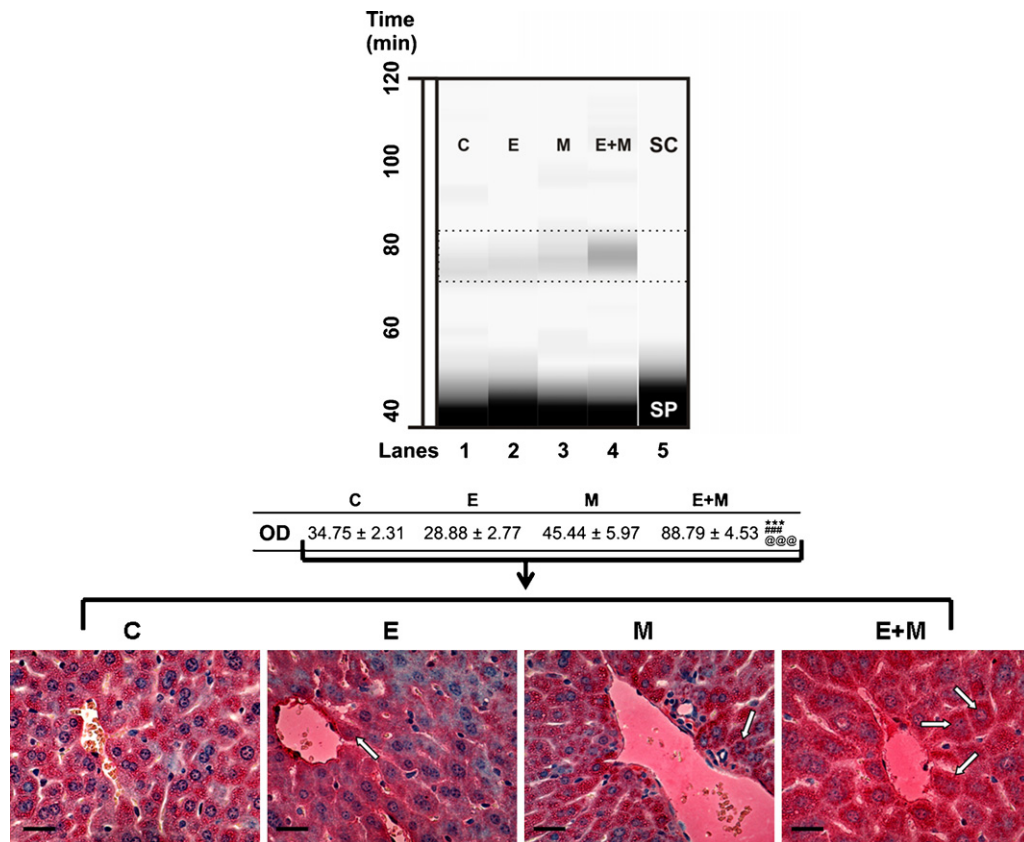 Time
(min)
120
100
80
60
40
C E M E+M SC
SP
Lanes 1 2 3 4 5
C E M E+M
OD 34.75 ± 2.31 28.88 ± 2.77 45.44 ± 5.97 88.79 ± 4.53 *** ### @@@
C E M E+M